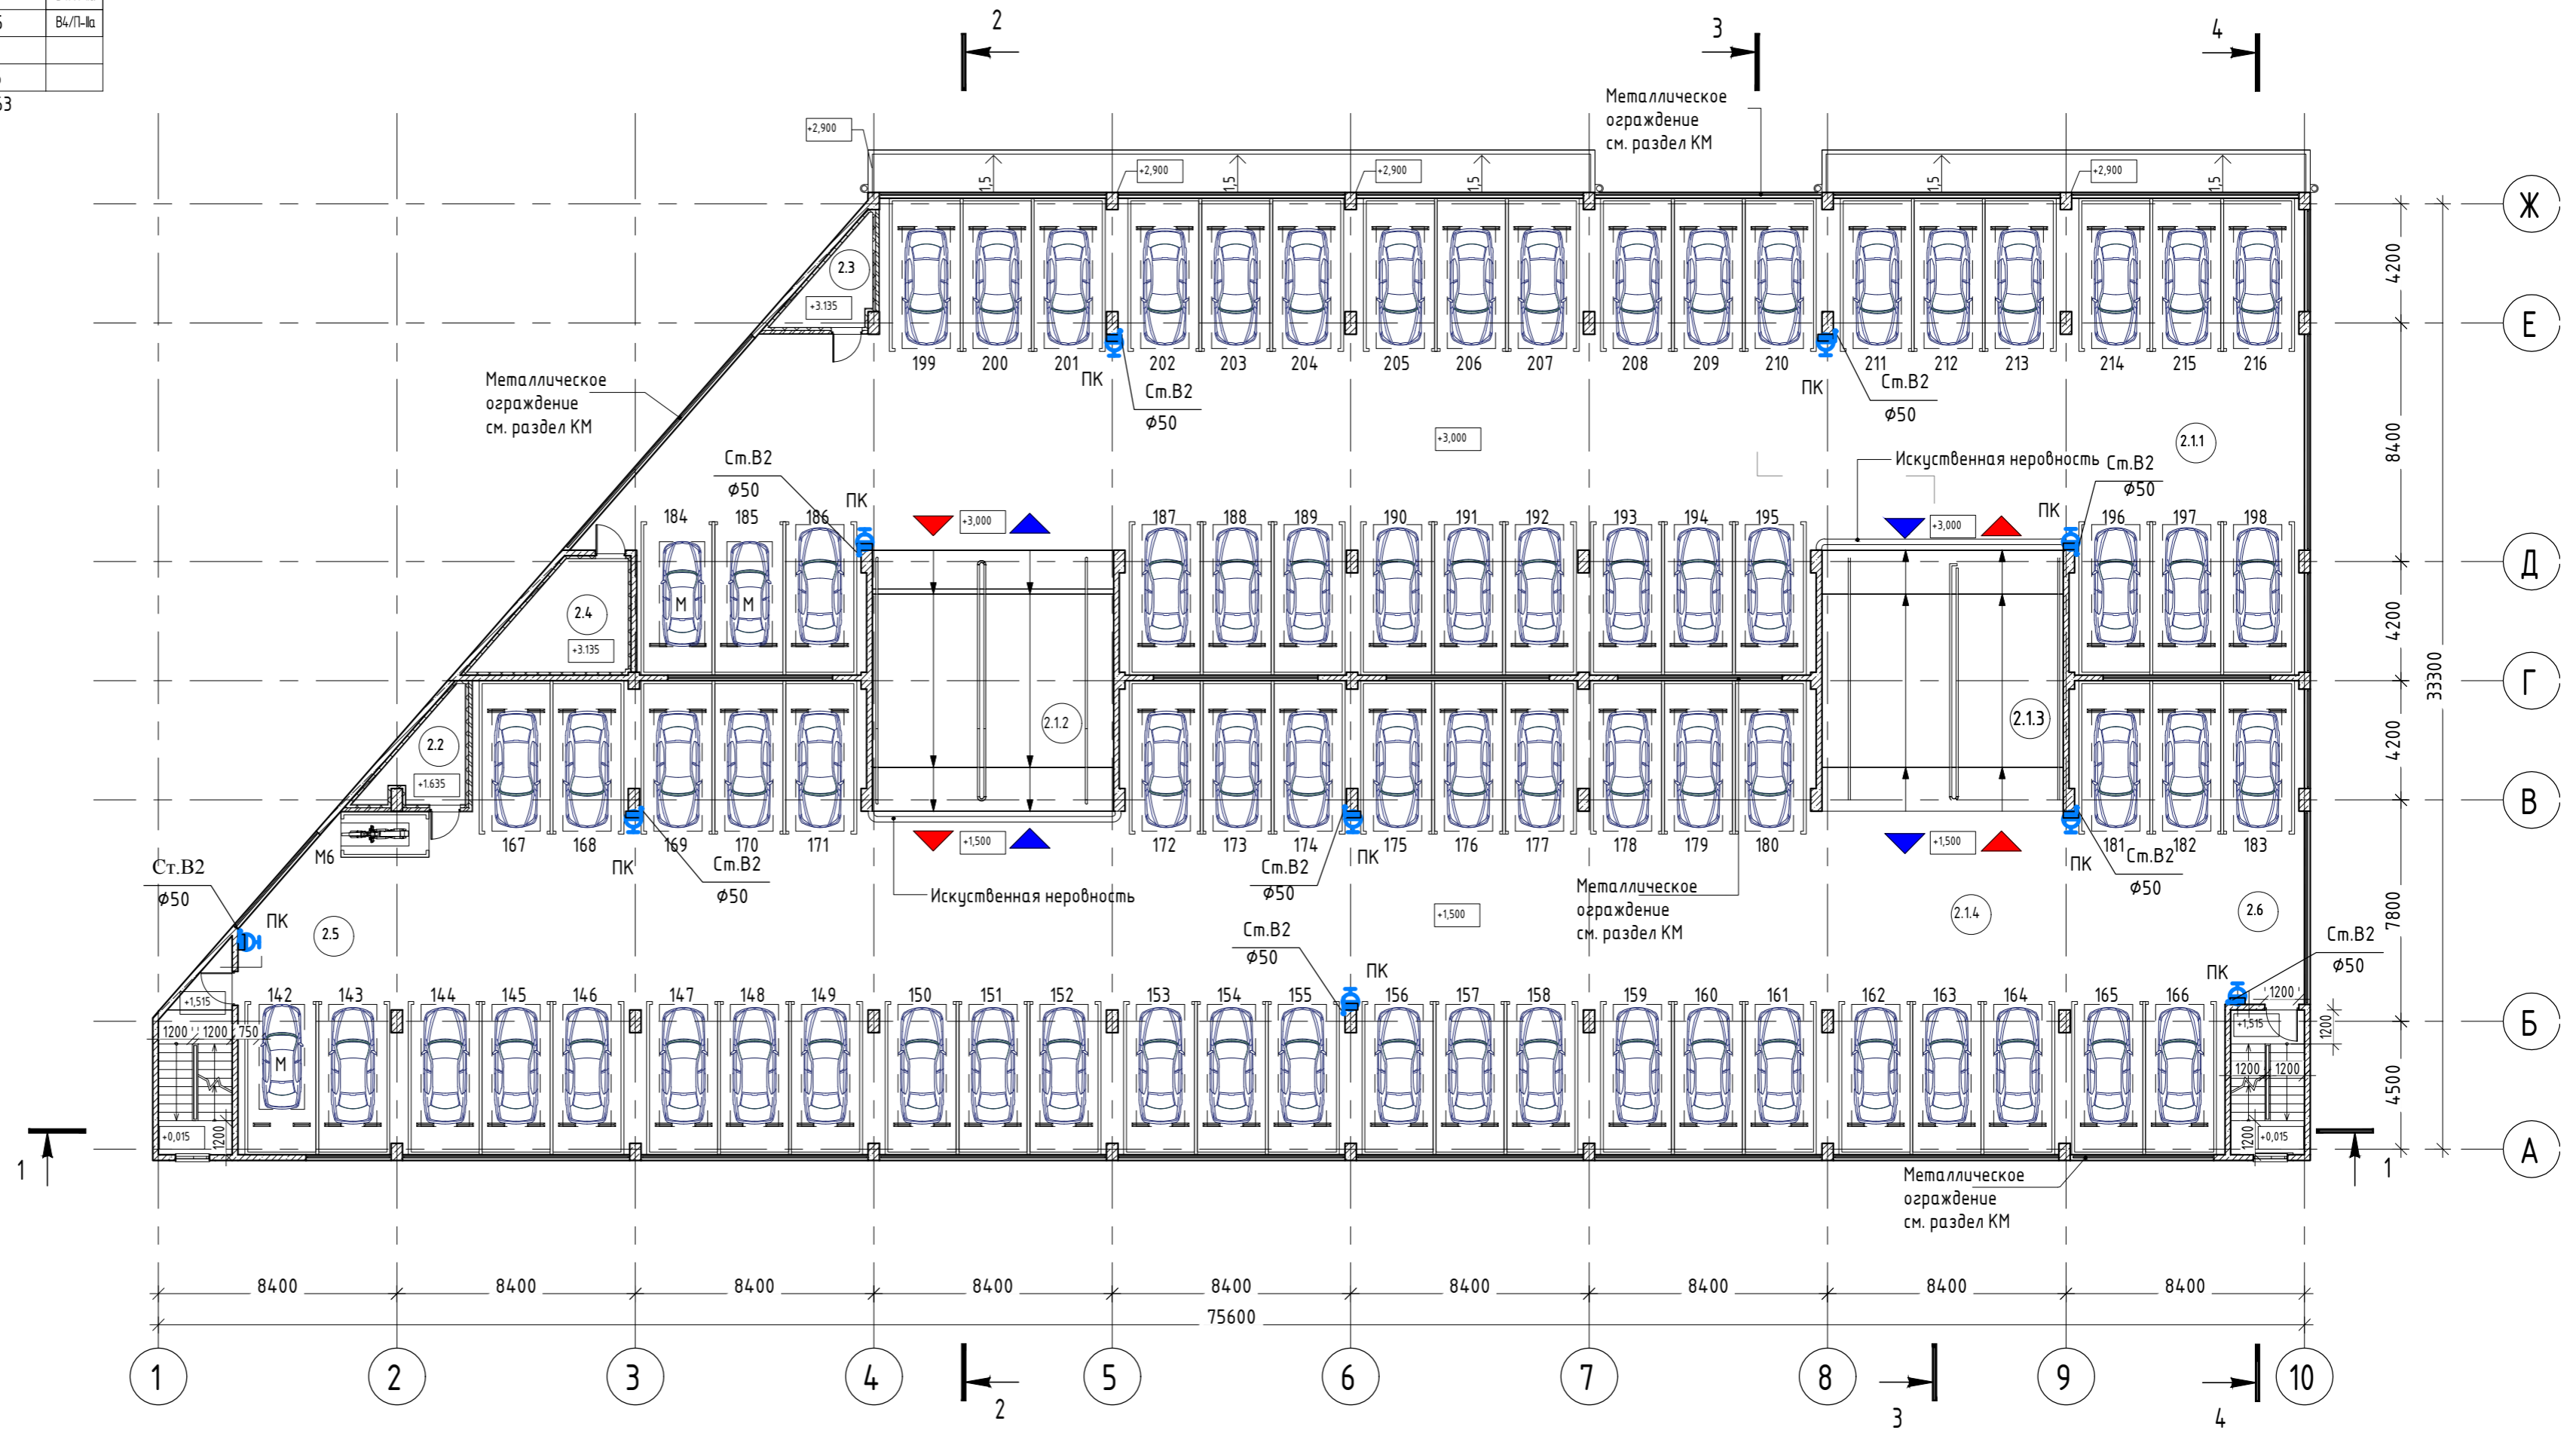 В4/П-IIа
63
2
3
4
Металлическое
ограждение
см. раздел КМ
+2,900
+2,900
+2,900
+2,900
1,5
1,5
1,5
1,5
1,5
Ж
2.3
+3.135
4200
Е
199 200 201 202 203 204 205 206 207 208 209 210 211 212 213 214 215 216
ПК
Ст.В2
ϕ50
ПК
Ст.В2
ϕ50
Металлическое
ограждение
см. раздел КМ
+3,000
2.1.1
8400
Ст.В2
ϕ50
ПК
Искуственная неровность
Ст.В2
ϕ50
ПК
184 185 186
+3,000
187 188 189 190 191 192 193 194 195
+3,000
196 197 198
Д
М М
2.4
+3.135
4200
33300
Г
2.1.2
2.1.3
2.2
+1.635
4200
В
М6
167 168 169 170 171
+1,500
172 173 174 175 176 177 178 179 180
+1,500
181 182 183
ПК
Ст.В2
ϕ50
Искуственная неровность
Ст.В2
ϕ50
ПК
Металлическое
ограждение
см. раздел КМ
ПК
Ст.В2
ϕ50
Ст.В2
ϕ50
ПК
2.5
+1,500
2.1.4
2.6
7800
Ст.В2
ϕ50
ПК
ПК
Ст.В2
ϕ50
+1,515
142 143 144 145 146 147 148 149 150 151 152 153 154 155 156 157 158 159 160 161 162 163 164 165 166
1200
1200 1200 750
М
+1,515
1200
Б
1200 1200
4500
+0,015
1200
1200
+0,015
А
1
1
Металлическое
ограждение
см. раздел КМ
8400 8400 8400 8400 8400 8400 8400 8400 8400
75600
1 2 3 4 5 6 7 8 9 10
2
3
4